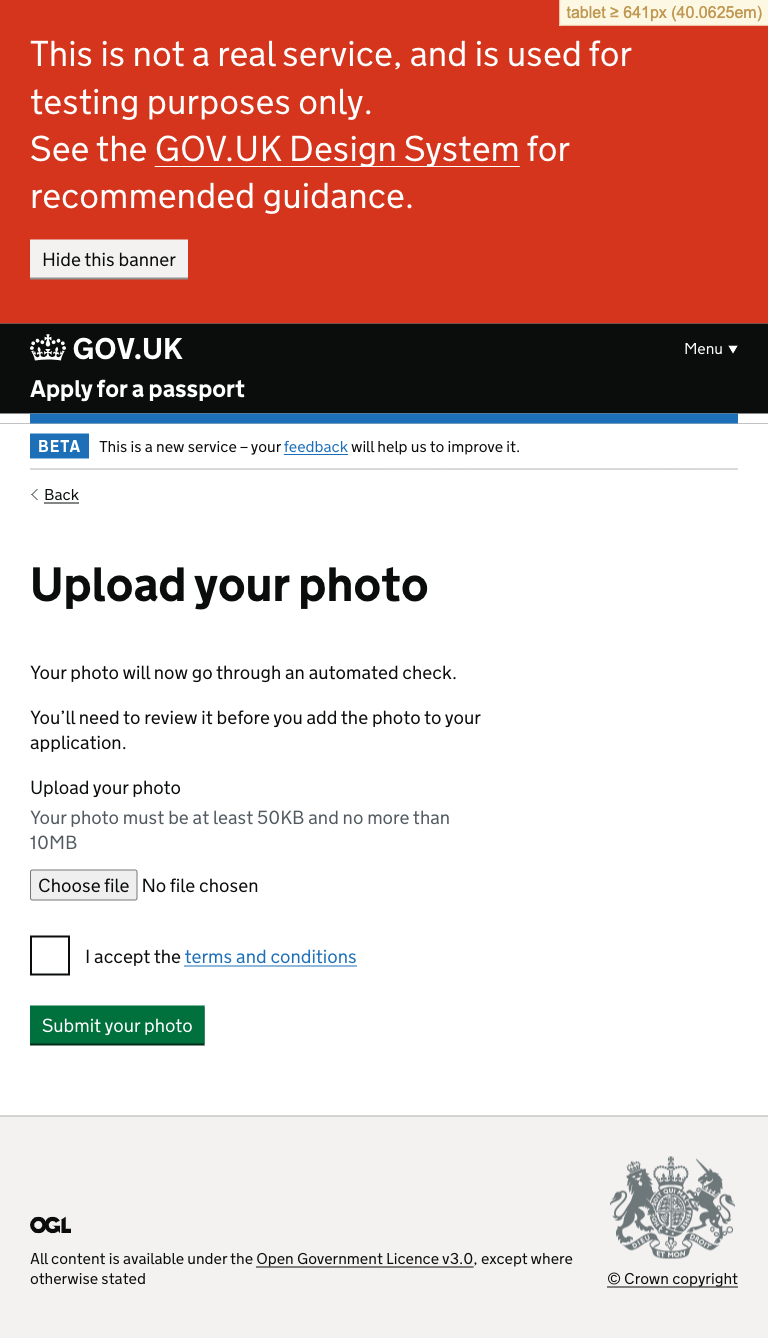 tablet ≥ 641px (40.0625em)
This is not a real service, and is used for
testing purposes only.
See the GOV.UK Design System for
recommended guidance.
Hide this banner
GOV.UK
Menu ▼
Apply for a passport
BETA This is a new service – your feedback will help us to improve it.
Back
Upload your photo
Your photo will now go through an automated check.
You’ll need to review it before you add the photo to your
application.
Upload your photo
Your photo must be at least 50KB and no more than
10MB
Choose file No file chosen
I accept the terms and conditions
Submit your photo
OGL
All content is available under the Open Government Licence v3.0, except where
otherwise stated
DIEU ET MON DROIT
© Crown copyright